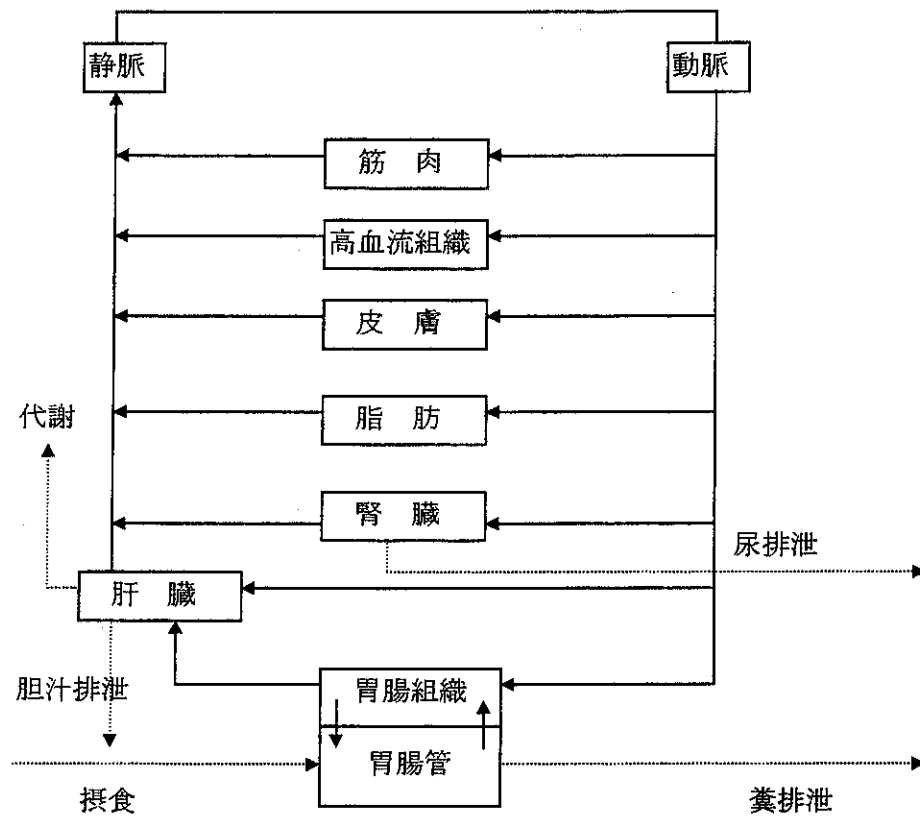 静脈
動脈
筋 肉
高血流組織
皮 膚
脂 肪
代謝
腎 臓
尿排泄
肝 臓
胆汁排泄
胃腸組織
胃腸管
摂食
糞排泄